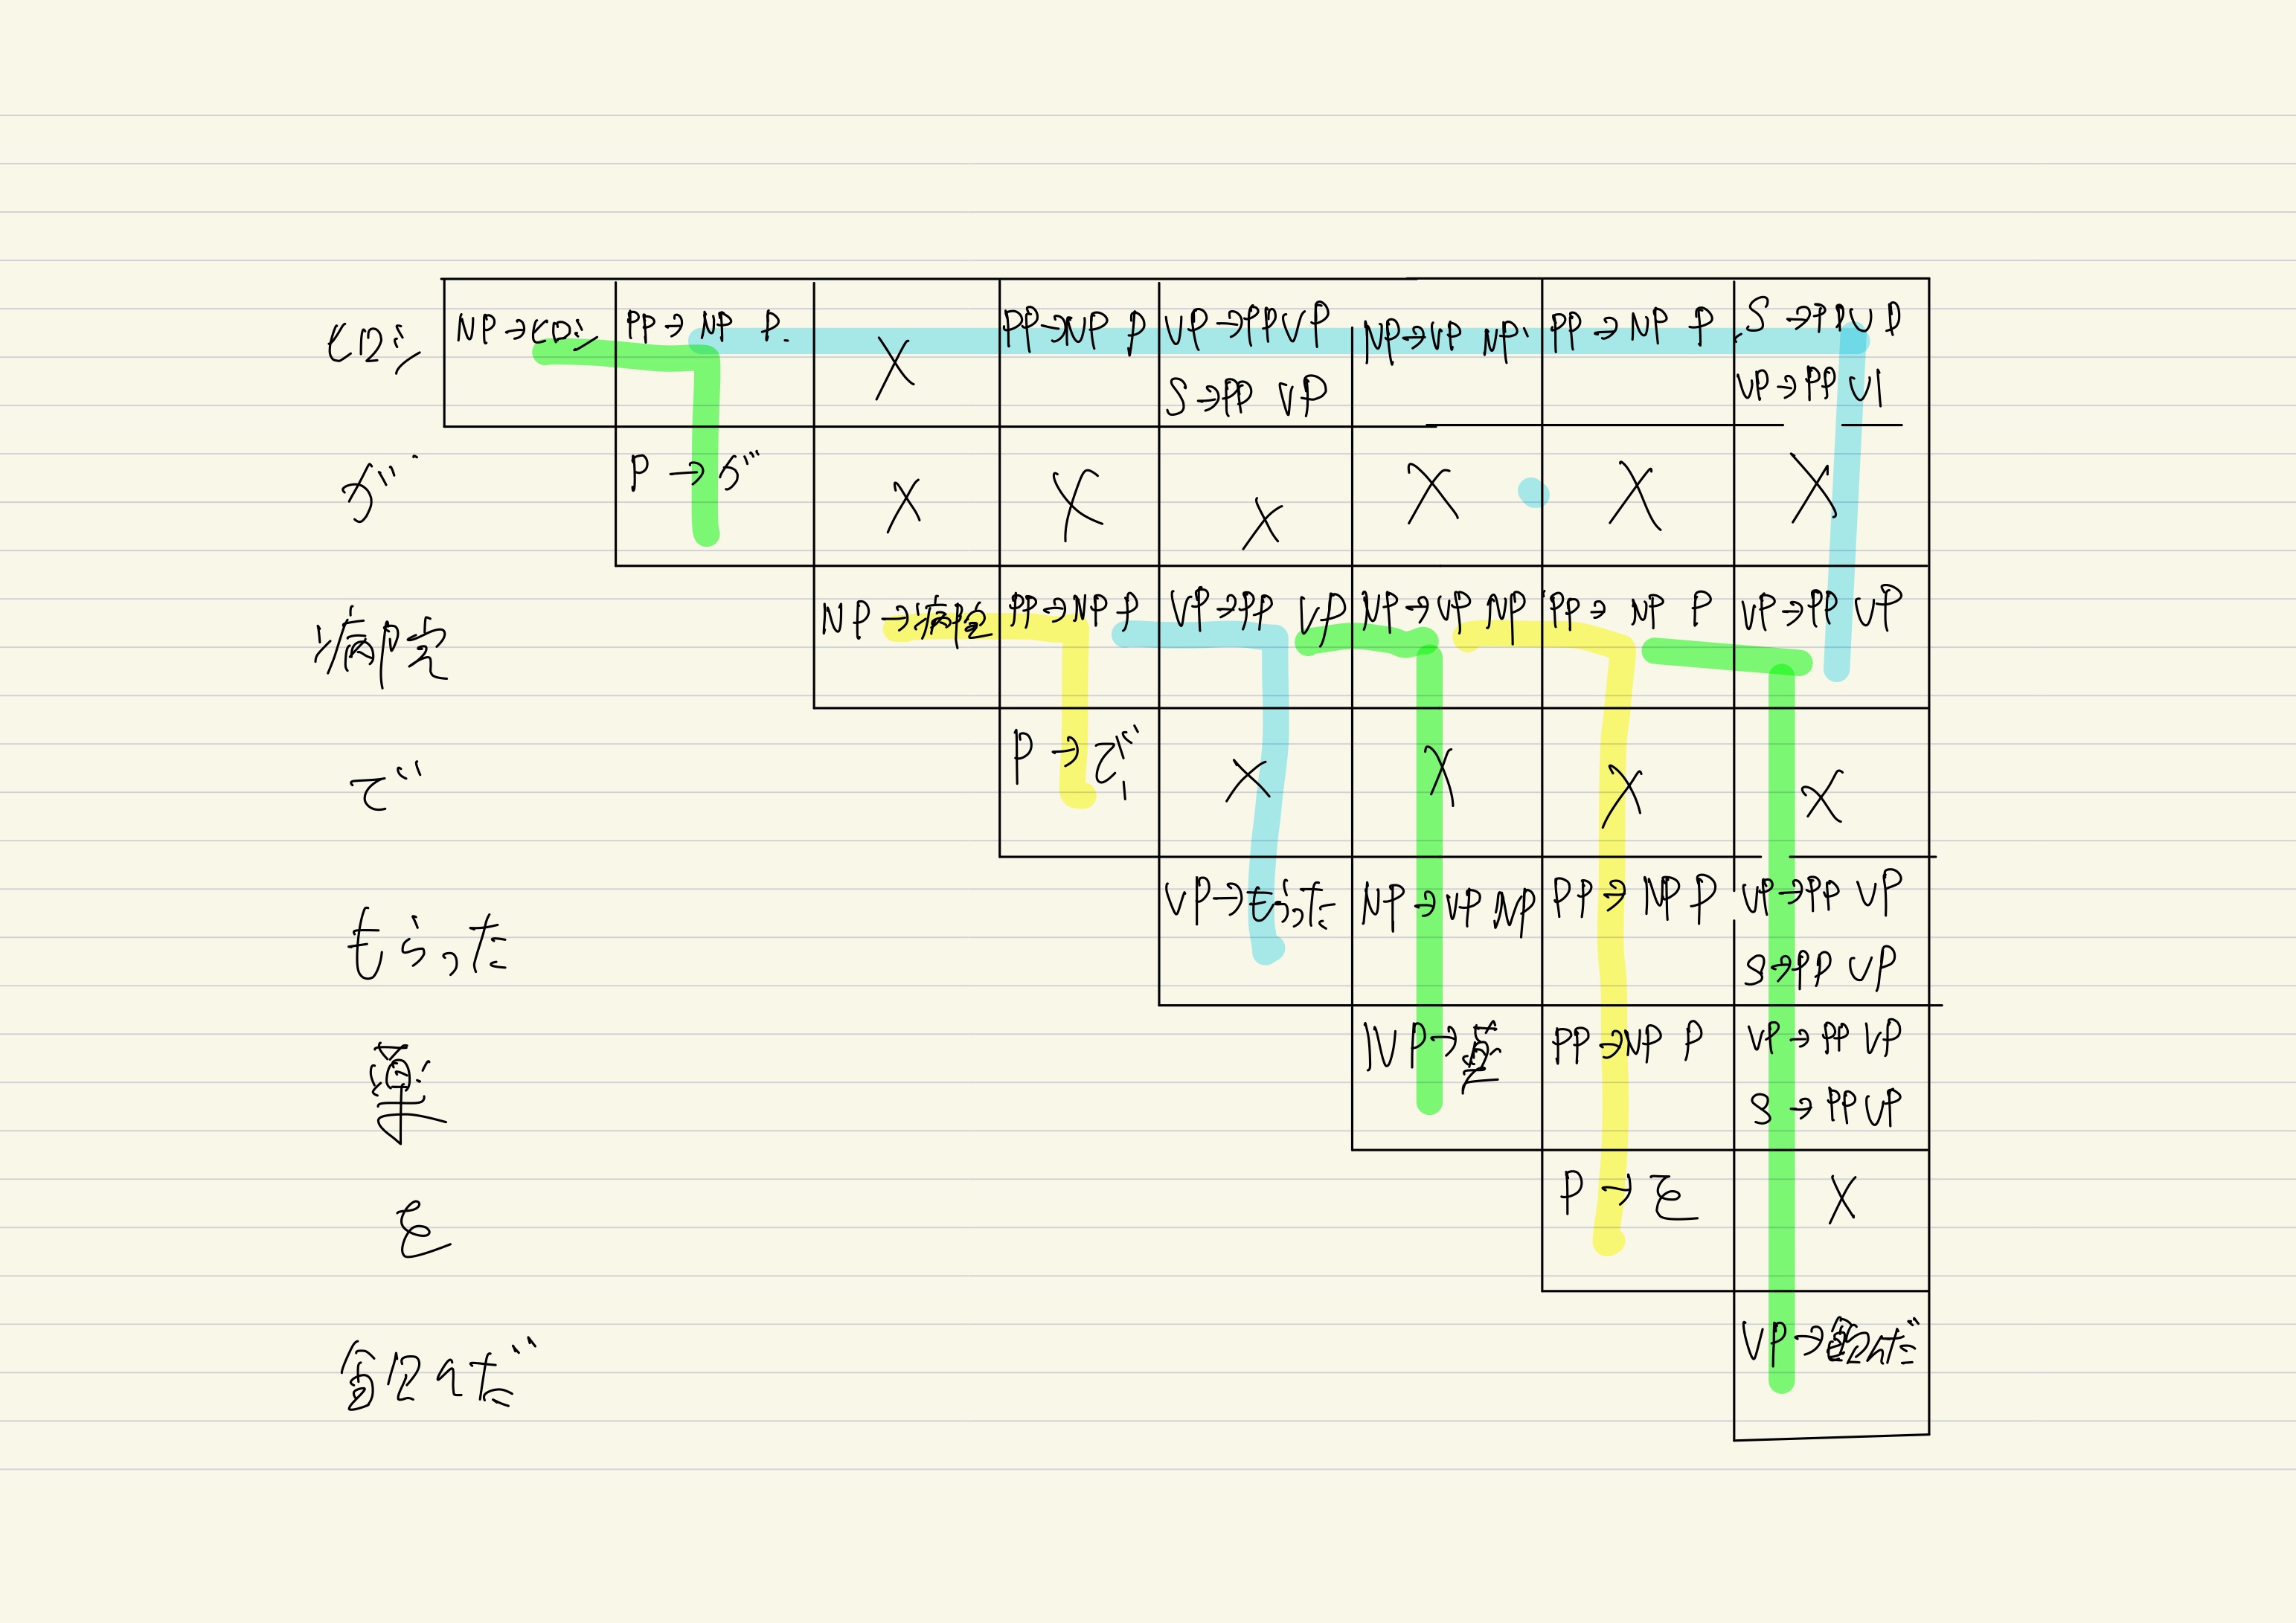 ヒロシ NP→ヒロシ PP→NP P. X PP→NP P VP→PP VP NP→VP NP PP→NP P S→PP VP
S→PP VP VP→PP VP
が P→が X X X X X X
病院 NP→病院 PP→NP P VP→PP VP NP→VP NP PP→NP P VP→PP VP
で P→で X X X X
もらった VP→もらった NP→VP NP PP→NP P VP→PP VP
S→PP VP
薬 NP→薬 PP→NP P VP→PP VP
S→PP VP
を P→を X
飲んだ VP→飲んだ